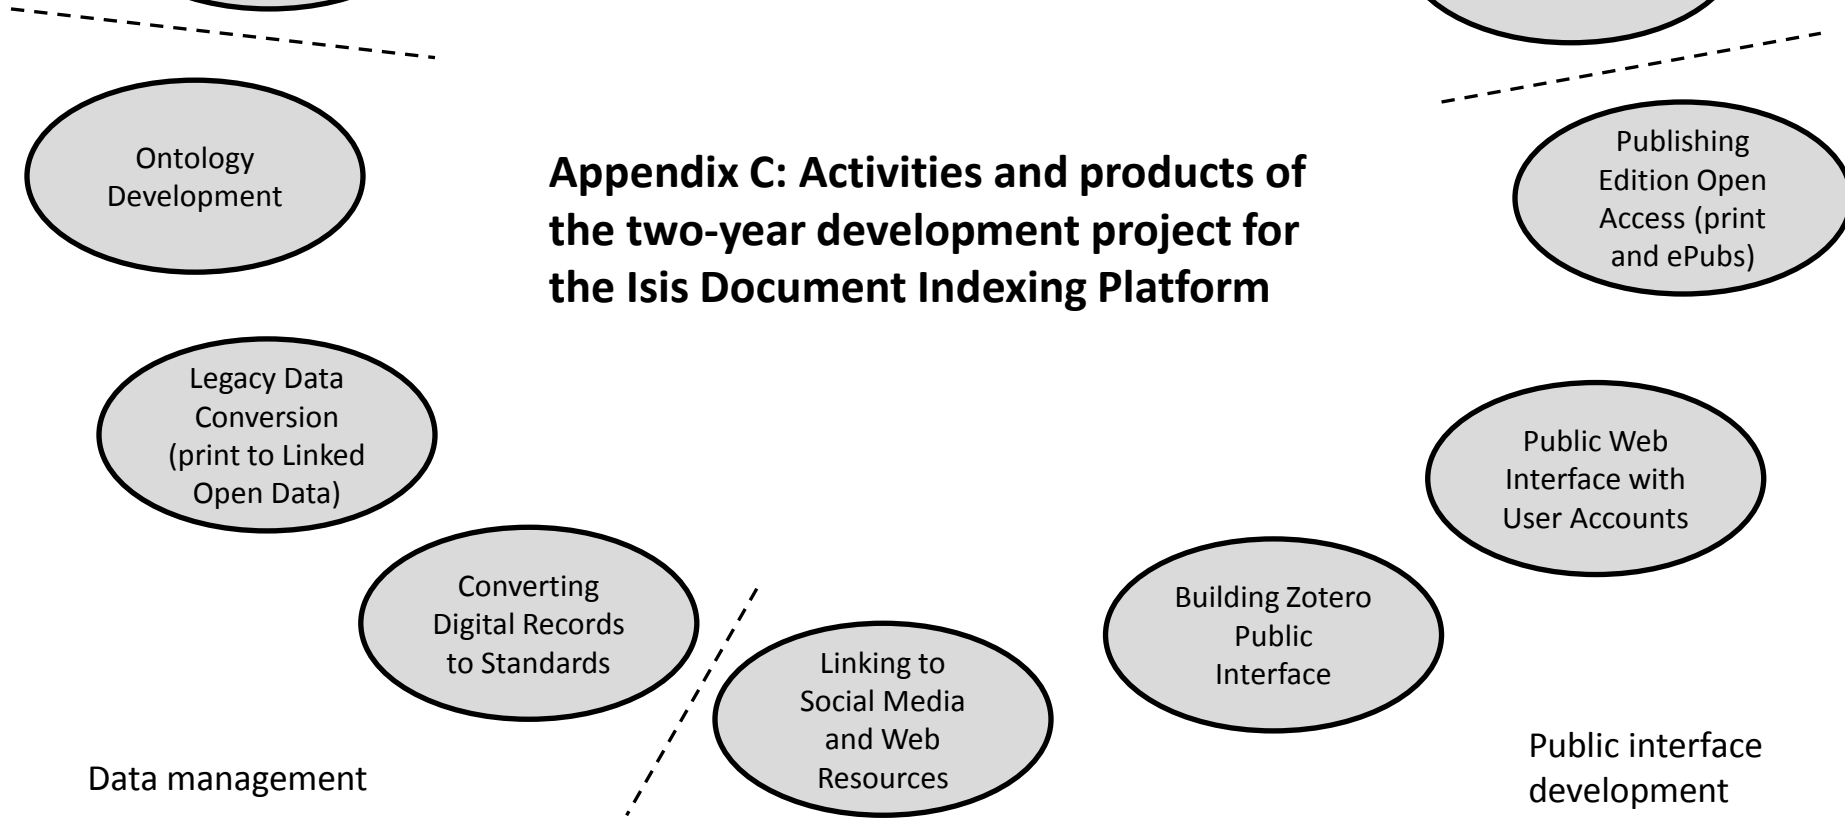 Ontology
Development
Appendix C: Activities and products of
the two-year development project for
the Isis Document Indexing Platform
Publishing
Edition Open
Access (print
and ePubs)
Legacy Data
Conversion
(print to Linked
Open Data)
Public Web
Interface with
User Accounts
Converting
Digital Records
to Standards
Building Zotero
Public
Interface
Linking to
Social Media
and Web
Resources
Data management
Public interface
development